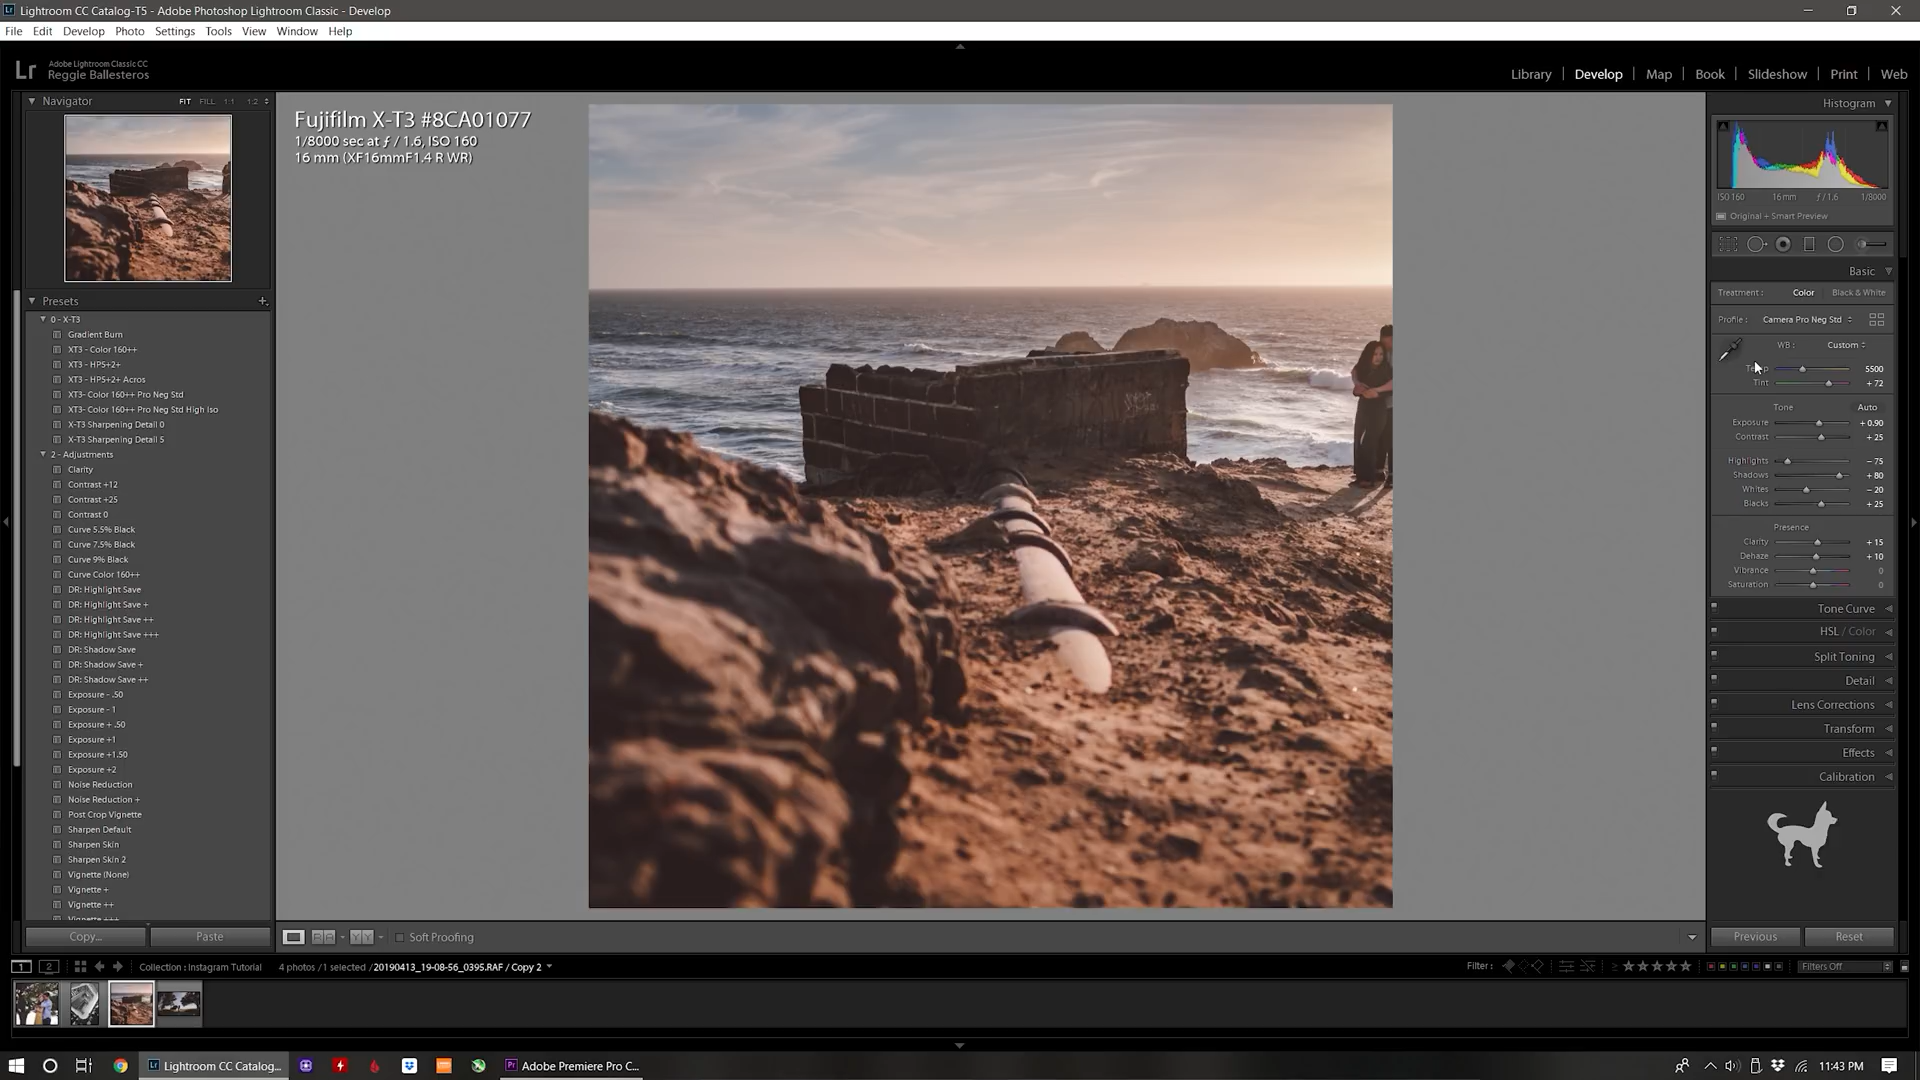 Lightroom CC Catalog-T5 - Adobe Photoshop Lightroom Classic - Develop
File Edit Develop Photo Settings Tools View Window Help
Lr Adobe Lightroom Classic CC
Reggie Ballesteros
Library | Develop | Map | Book | Slideshow | Print | Web
Navigator FIT FILL 1:1 1:2
Presets +
0 - X-T3
Gradient Burn
XT3 - Color 160++
XT3 - HP5+2+
XT3 - HP5+2+ Acros
XT3- Color 160++ Pro Neg Std
XT3- Color 160++ Pro Neg Std High Iso
X-T3 Sharpening Detail 0
X-T3 Sharpening Detail 5
2 - Adjustments
Clarity
Contrast +12
Contrast +25
Contrast 0
Curve 5.5% Black
Curve 7.5% Black
Curve 9% Black
Curve Color 160++
DR: Highlight Save
DR: Highlight Save +
DR: Highlight Save ++
DR: Highlight Save +++
DR: Shadow Save
DR: Shadow Save +
DR: Shadow Save ++
Exposure - .50
Exposure - 1
Exposure + .50
Exposure +1
Exposure +1.50
Exposure +2
Noise Reduction
Noise Reduction +
Post Crop Vignette
Sharpen Default
Sharpen Skin
Sharpen Skin 2
Vignette (None)
Vignette +
Vignette ++
Vignette +++
Copy... Paste
Fujifilm X-T3 #8CA01077
1/8000 sec at ƒ / 1.6, ISO 160
16 mm (XF16mmF1.4 R WR)
Soft Proofing
Histogram
ISO 160 16 mm ƒ / 1.6 1/8000
Original + Smart Preview
Basic
Treatment : Color Black & White
Profile : Camera Pro Neg Std
WB : Custom
Temp 5500
Tint + 72
Tone Auto
Exposure + 0.90
Contrast + 25
Highlights − 75
Shadows + 80
Whites − 20
Blacks + 25
Presence
Clarity + 15
Dehaze + 10
Vibrance 0
Saturation 0
Tone Curve
HSL / Color
Split Toning
Detail
Lens Corrections
Transform
Effects
Calibration
Previous Reset
1 2 Collection : Instagram Tutorial 4 photos / 1 selected / 20190413_19-08-56_0395.RAF / Copy 2 Filter : Filters Off
Lightroom CC Catalog... Adobe Premiere Pro C... 11:43 PM